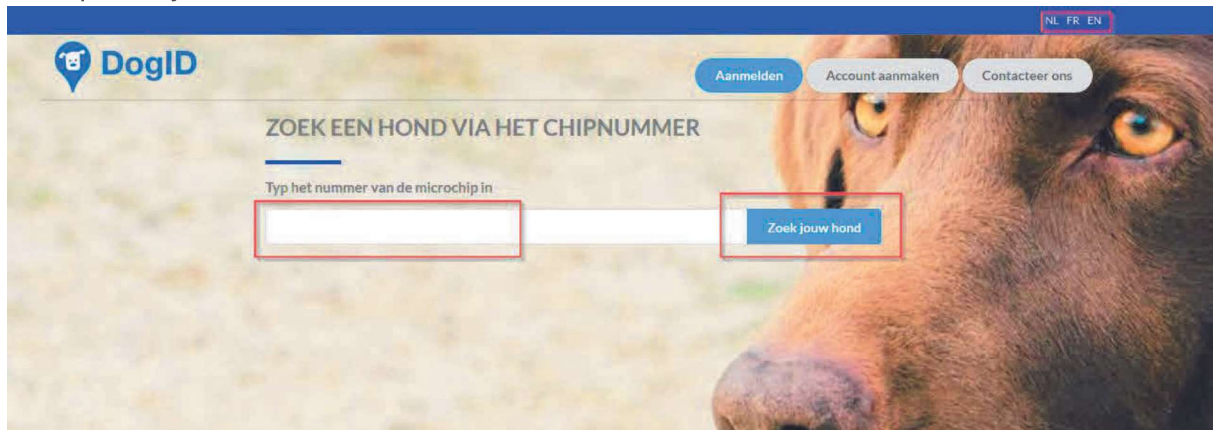 NL FR EN
DogID
Aanmelden Account aanmaken Contacteer ons
ZOEK EEN HOND VIA HET CHIPNUMMER
Typ het nummer van de microchip in
Zoek jouw hond